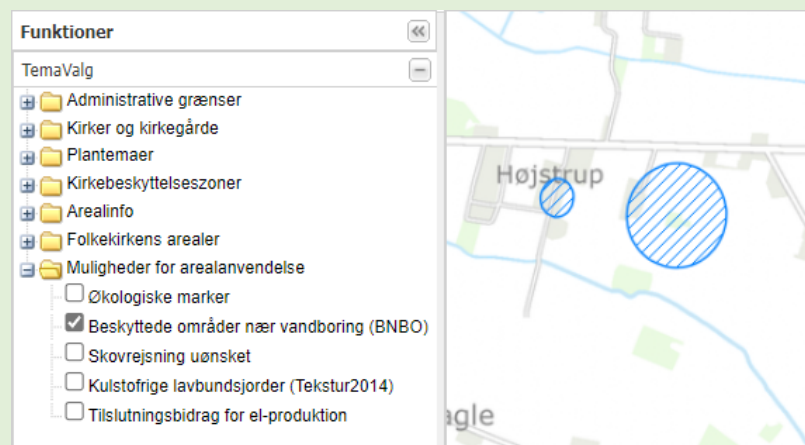 Funktioner
TemaValg
Administrative grænser
Kirker og kirkegårde
Plantemaer
Kirkebeskyttelseszoner
Arealinfo
Folkekirkens arealer
Muligheder for arealanvendelse
Økologiske marker
Beskyttede områder nær vandboring (BNBO)
Skovrejsning uønsket
Kulstofrige lavbundsjorder (Tekstur2014)
Tilslutningsbidrag for el-produktion
Højstrup
agle